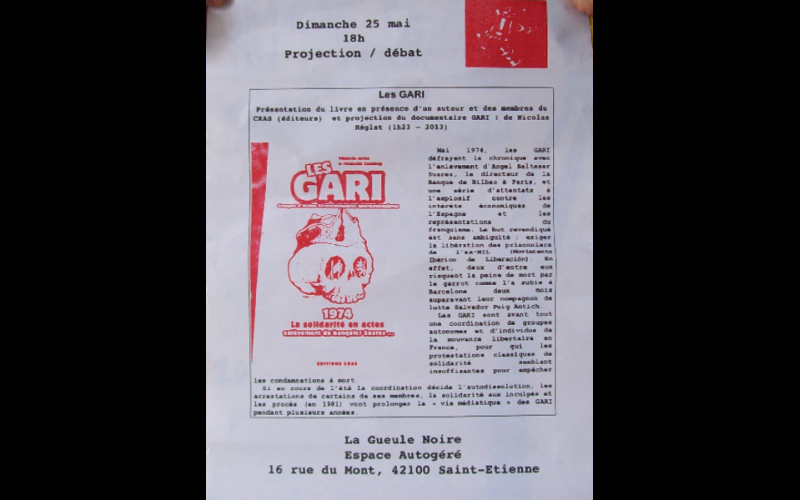 Dimanche 25 mai
18h
Projection / débat
Les GARI
Présentation du livre en présence d'un auteur et des membres du
CRAS (éditeurs) et projection du documentaire GARI : de Nicolas
Réglat (1h23 – 2013)
LES
GARI
1974
La solidarité en actes
enlèvement du banquier Suarez ...
ÉDITIONS CRAS
Mai 1974, les GARI
défrayent la chronique avec
l'enlèvement d'Angel Baltasar
Suarez, le directeur de la
Banque de Bilbao à Paris, et
une série d'attentats à
l'explosif contre les
intérêts économiques de
l'Espagne et les
représentations du
franquisme. Le but revendiqué
est sans ambiguïté : exiger
la libération des prisonniers
de l'ex-MIL (Movimiento
Ibérico de Liberación). En
effet, deux d'entre eux
risquent la peine de mort par
le garrot comme l'a subie à
Barcelone deux mois
auparavant leur compagnon de
lutte Salvador Puig Antich.
Les GARI sont avant tout
une coordination de groupes
autonomes et d'individus de
la mouvance libertaire en
France, pour qui les
protestations classiques de
solidarité semblant
insuffisantes pour empêcher
les condamnations à mort.
Si au cours de l'été la coordination décida l'autodissolution, les
arrestations de certains de ses membres, la solidarité aux inculpés et
les procès (en 1981) vont prolonger la « vie médiatique » des GARI
pendant plusieurs années.
La Gueule Noire
Espace Autogéré
16 rue du Mont, 42100 Saint-Etienne